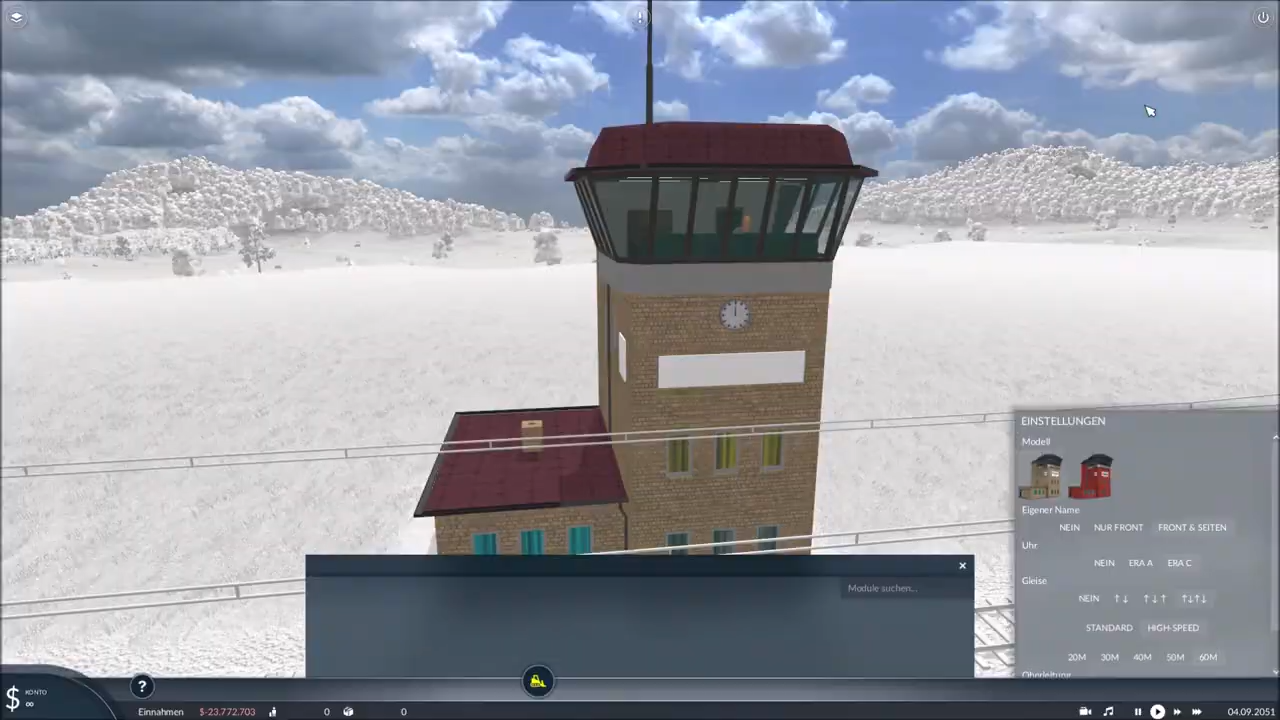 EINSTELLUNGEN
Modell
Eigener Name
NEIN NUR FRONT FRONT & SEITEN
Uhr
NEIN ERA A ERA C
Gleise
NEIN ↑↓ ↑↓↑ ↑↓↑↓
STANDARD HIGH-SPEED
20M 30M 40M 50M 60M
Oberleitung
Module suchen...
?
$ KONTO
∞
Einnahmen $-23.772.703 0 0 04.09.2051